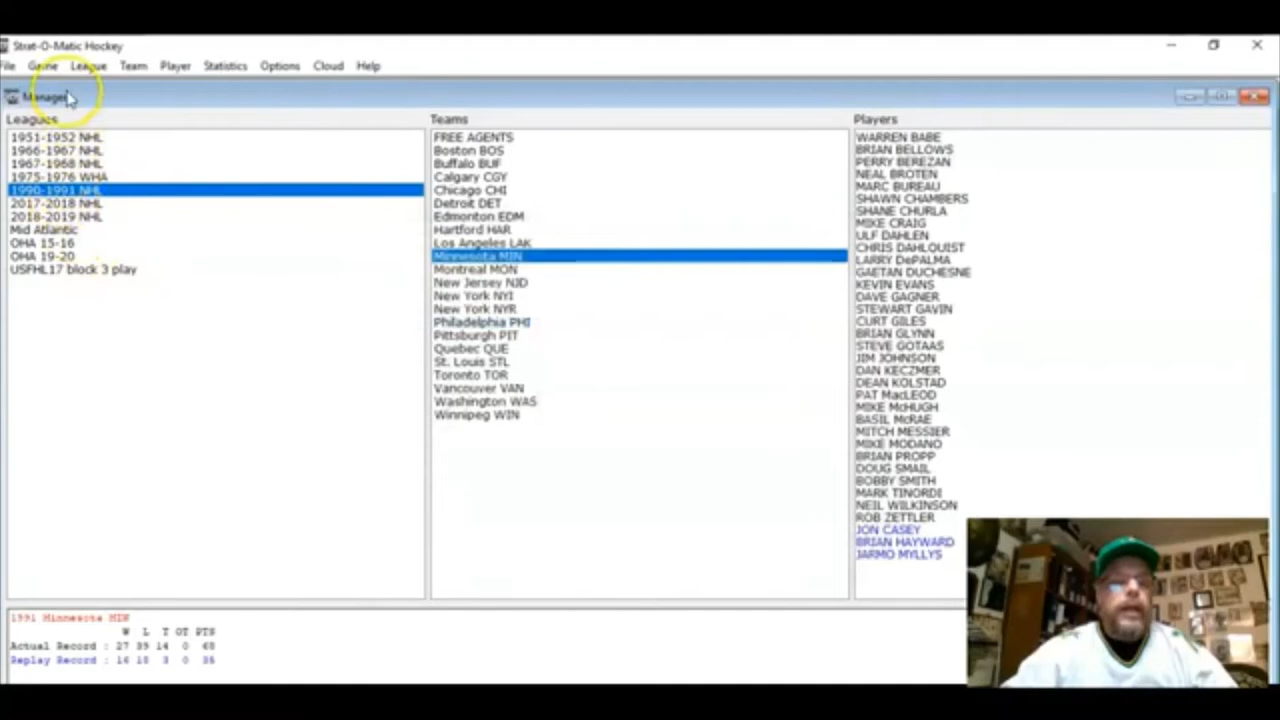 Strat-O-Matic Hockey
File Game League Team Player Statistics Options Cloud Help
Manager
Leagues
1951-1952 NHL
1966-1967 NHL
1967-1968 NHL
1975-1976 WHA
1990-1991 NHL
2017-2018 NHL
2018-2019 NHL
Mid Atlantic
OHA 15-16
OHA 19-20
USFHL17 block 3 play
Teams
FREE AGENTS
Boston BOS
Buffalo BUF
Calgary CGY
Chicago CHI
Detroit DET
Edmonton EDM
Hartford HAR
Los Angeles LAK
Minnesota MIN
Montreal MON
New Jersey NJD
New York NYI
New York NYR
Philadelphia PHI
Pittsburgh PIT
Quebec QUE
St. Louis STL
Toronto TOR
Vancouver VAN
Washington WAS
Winnipeg WIN
Players
WARREN BABE
BRIAN BELLOWS
PERRY BEREZAN
NEAL BROTEN
MARC BUREAU
SHAWN CHAMBERS
SHANE CHURLA
MIKE CRAIG
ULF DAHLEN
CHRIS DAHLQUIST
LARRY DePALMA
GAETAN DUCHESNE
KEVIN EVANS
DAVE GAGNER
STEWART GAVIN
CURT GILES
BRIAN GLYNN
STEVE GOTAAS
JIM JOHNSON
DAN KECZMER
DEAN KOLSTAD
PAT MacLEOD
MIKE McHUGH
BASIL McRAE
MITCH MESSIER
MIKE MODANO
BRIAN PROPP
DOUG SMAIL
BOBBY SMITH
MARK TINORDI
NEIL WILKINSON
ROB ZETTLER
JON CASEY
BRIAN HAYWARD
JARMO MYLLYS
1991 Minnesota MIN
W L T OT PTS
Actual Record : 27 39 14 0 68
Replay Record : 16 18 3 0 35